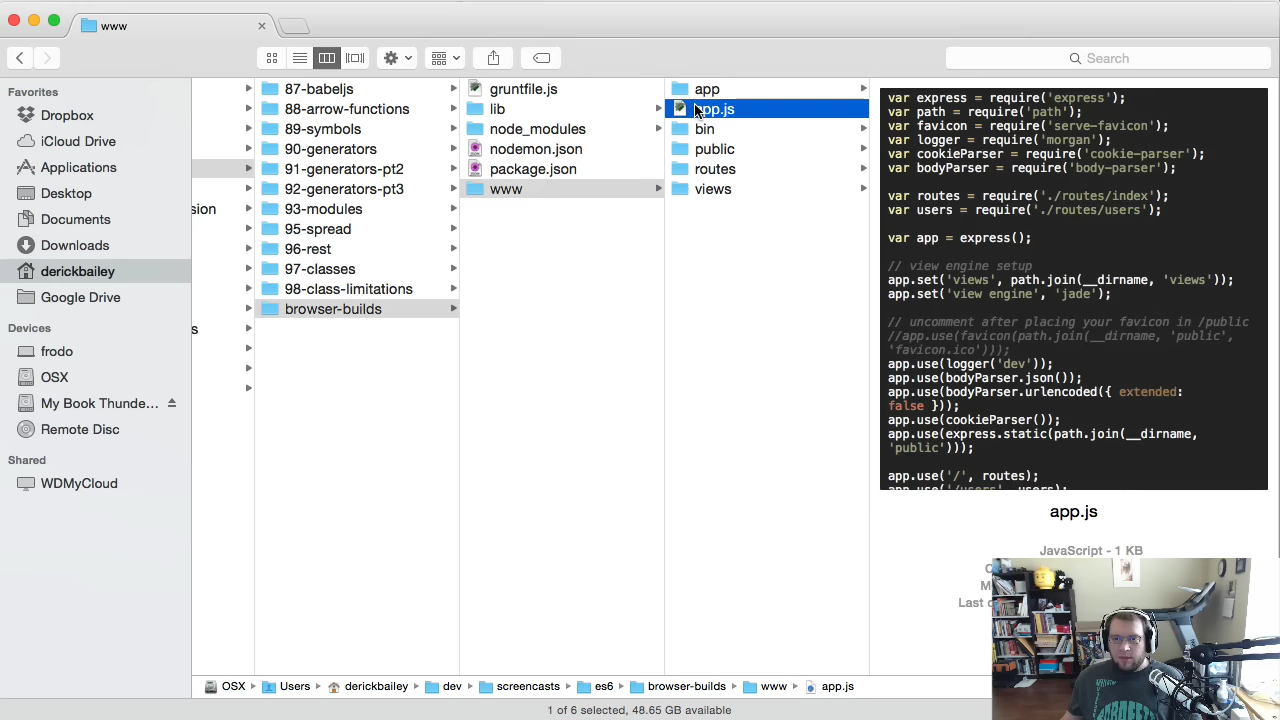 www
Search
Favorites
Dropbox
iCloud Drive
Applications
Desktop
Documents
Downloads
derickbailey
Google Drive
Devices
frodo
OSX
My Book Thunde...
Remote Disc
Shared
WDMyCloud
sion
s
87-babeljs
88-arrow-functions
89-symbols
90-generators
91-generators-pt2
92-generators-pt3
93-modules
95-spread
96-rest
97-classes
98-class-limitations
browser-builds
gruntfile.js
lib
node_modules
nodemon.json
package.json
www
app
app.js
bin
public
routes
views
var express = require('express');
var path = require('path');
var favicon = require('serve-favicon');
var logger = require('morgan');
var cookieParser = require('cookie-parser');
var bodyParser = require('body-parser');
var routes = require('./routes/index');
var users = require('./routes/users');
var app = express();
// view engine setup
app.set('views', path.join(__dirname, 'views'));
app.set('view engine', 'jade');
// uncomment after placing your favicon in /public
//app.use(favicon(path.join(__dirname, 'public',
'favicon.ico')));
app.use(logger('dev'));
app.use(bodyParser.json());
app.use(bodyParser.urlencoded({ extended:
false }));
app.use(cookieParser());
app.use(express.static(path.join(__dirname,
'public')));
app.use('/', routes);
app.use('/users', users);
app.js
JavaScript - 1 KB
Last
OSX Users derickbailey dev screencasts es6 browser-builds www app.js
1 of 6 selected, 48.65 GB available